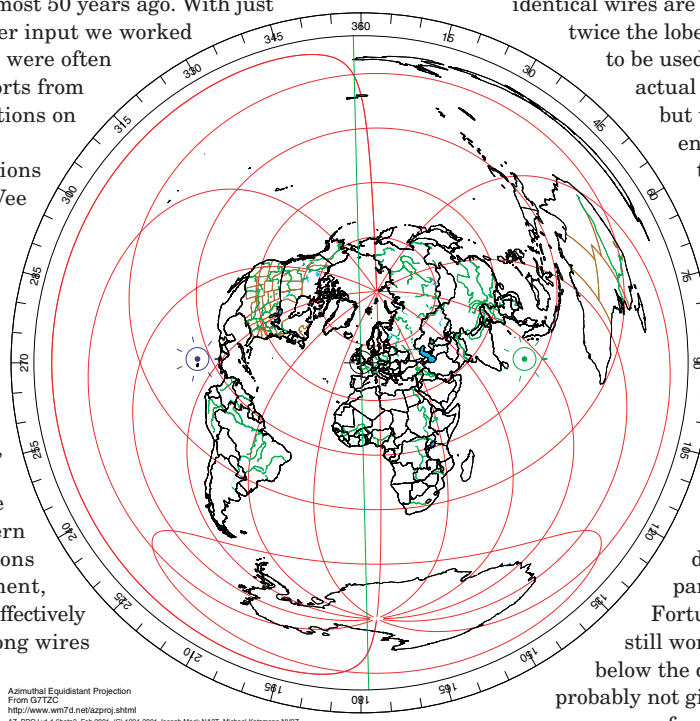 most 50 years ago. With just
er input we worked
were often
orts from
tions on
ions
Vee
e
ern
ons
ment,
ffectively
ong wires
identical wires are
twice the lobe
to be used
actual
but
en
t
d
par
Fortu
still wor
below the
probably not gi
360
15
30
45
60
75
90
105
120
135
150
165
180
195
210
225
240
255
270
285
300
315
330
345
Azimuthal Equidistant Projection
From G7TZC
http://www.wm7d.net/azproj.shtml